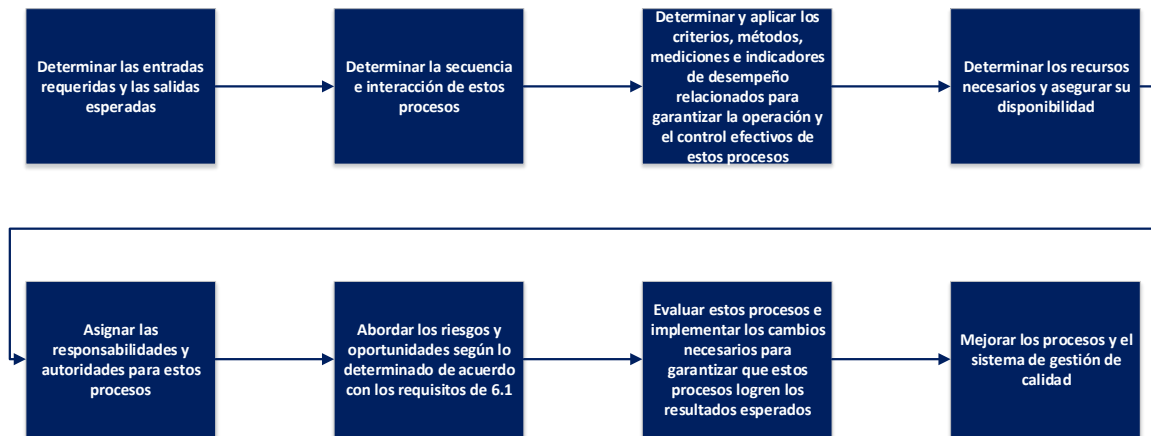 Determinar las entradas
requeridas y las salidas
esperadas
Determinar la secuencia
e interacción de estos
procesos
Determinar y aplicar los
criterios, métodos,
mediciones e indicadores
de desempeño
relacionados para
garantizar la operación y
el control efectivos de
estos procesos
Determinar los recursos
necesarios y asegurar su
disponibilidad
Asignar las
responsabilidades y
autoridades para estos
procesos
Abordar los riesgos y
oportunidades según lo
determinado de acuerdo
con los requisitos de 6.1
Evaluar estos procesos e
implementar los cambios
necesarios para
garantizar que estos
procesos logren los
resultados esperados
Mejorar los procesos y el
sistema de gestión de
calidad